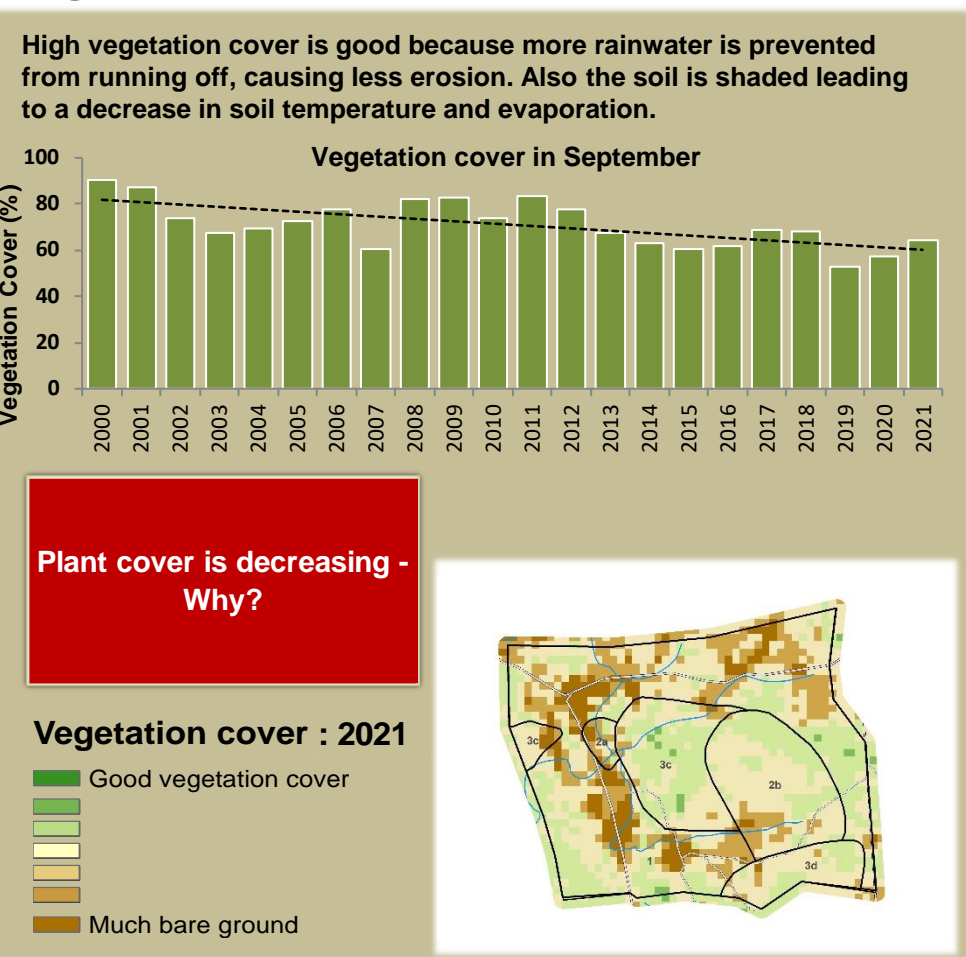 High vegetation cover is good because more rainwater is prevented
from running off, causing less erosion. Also the soil is shaded leading
to a decrease in soil temperature and evaporation.
Vegetation cover in September
Vegetation Cover (%)
100
80
60
40
20
0
2000 2001 2002 2003 2004 2005 2006 2007 2008 2009 2010 2011 2012 2013 2014 2015 2016 2017 2018 2019 2020 2021
Plant cover is decreasing -
Why?
Vegetation cover : 2021
Good vegetation cover
Much bare ground
3c
2a
3c
2b
1
3d